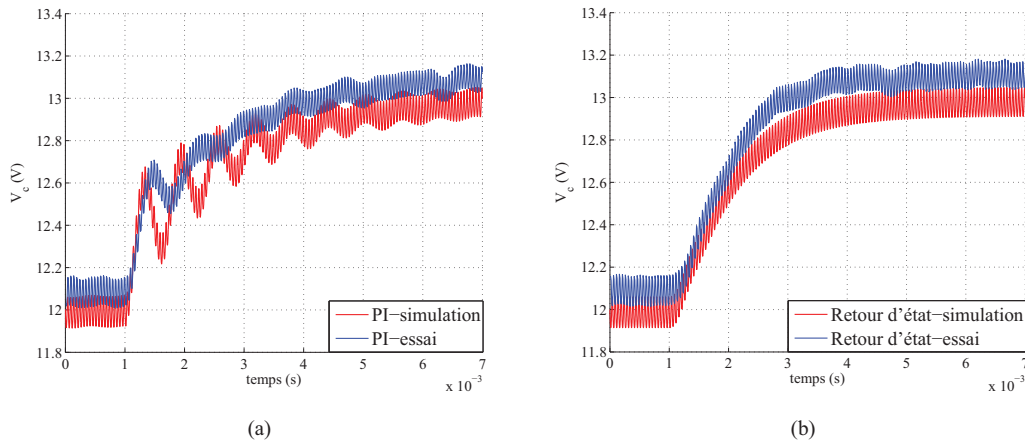 13.4
13.2
13
12.8
12.6
12.4
12.2
12
11.8
V_c (V)
0
1
2
3
4
5
6
7
temps (s)
x 10^−3
PI−simulation
PI−essai
(a)
13.4
13.2
13
12.8
12.6
12.4
12.2
12
11.8
V_c (V)
0
1
2
3
4
5
6
7
temps (s)
x 10^−3
Retour d'état−simulation
Retour d'état−essai
(b)